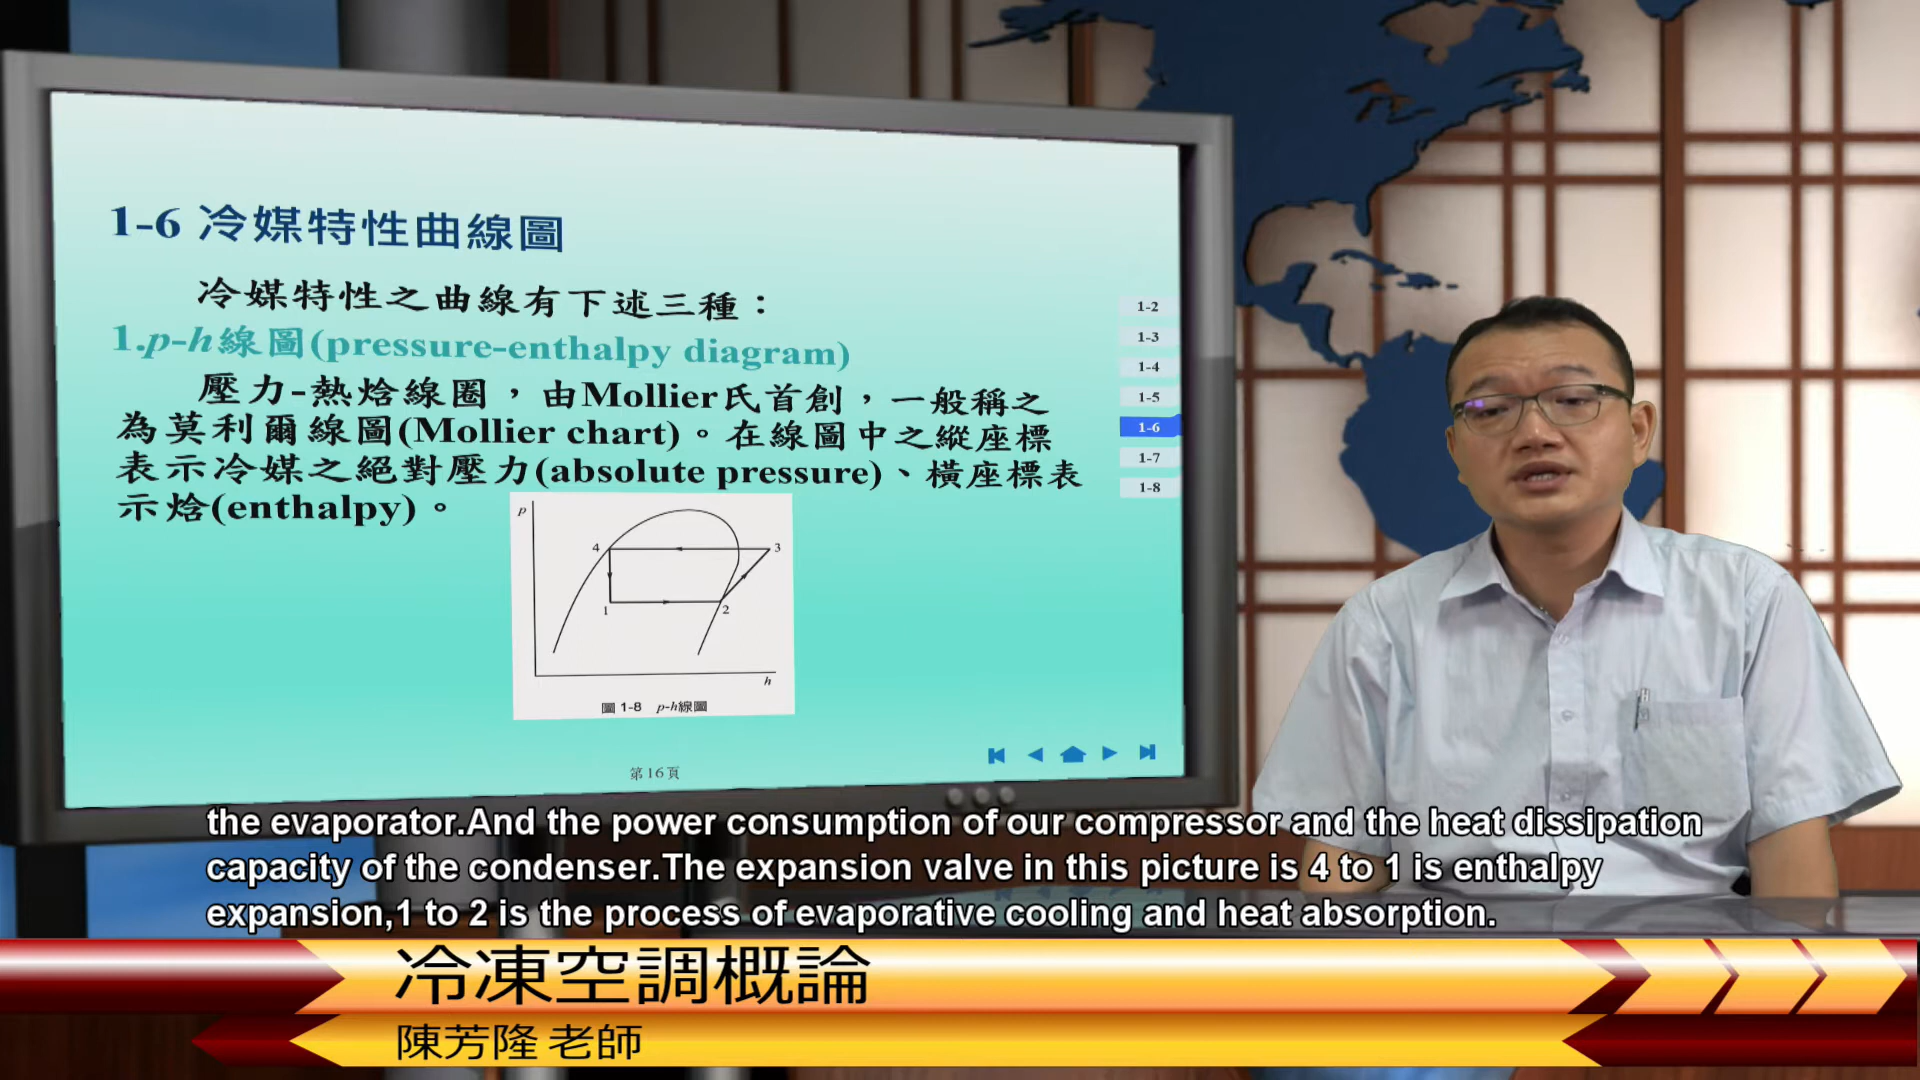 1-6 冷媒特性曲線圖
冷媒特性之曲線有下述三種：
1.p-h線圖(pressure-enthalpy diagram)
壓力-熱焓線圈，由Mollier氏首創，一般稱之
為莫利爾線圖(Mollier chart)。在線圖中之縱座標
表示冷媒之絕對壓力(absolute pressure)、橫座標表
示焓(enthalpy)。
p
4
3
1
2
h
圖 1-8 p-h線圖
第16頁
1-2
1-3
1-4
1-5
1-6
1-7
1-8
the evaporator.And the power consumption of our compressor and the heat dissipation
capacity of the condenser.The expansion valve in this picture is 4 to 1 is enthalpy
expansion,1 to 2 is the process of evaporative cooling and heat absorption.
冷凍空調概論
陳芳隆 老師